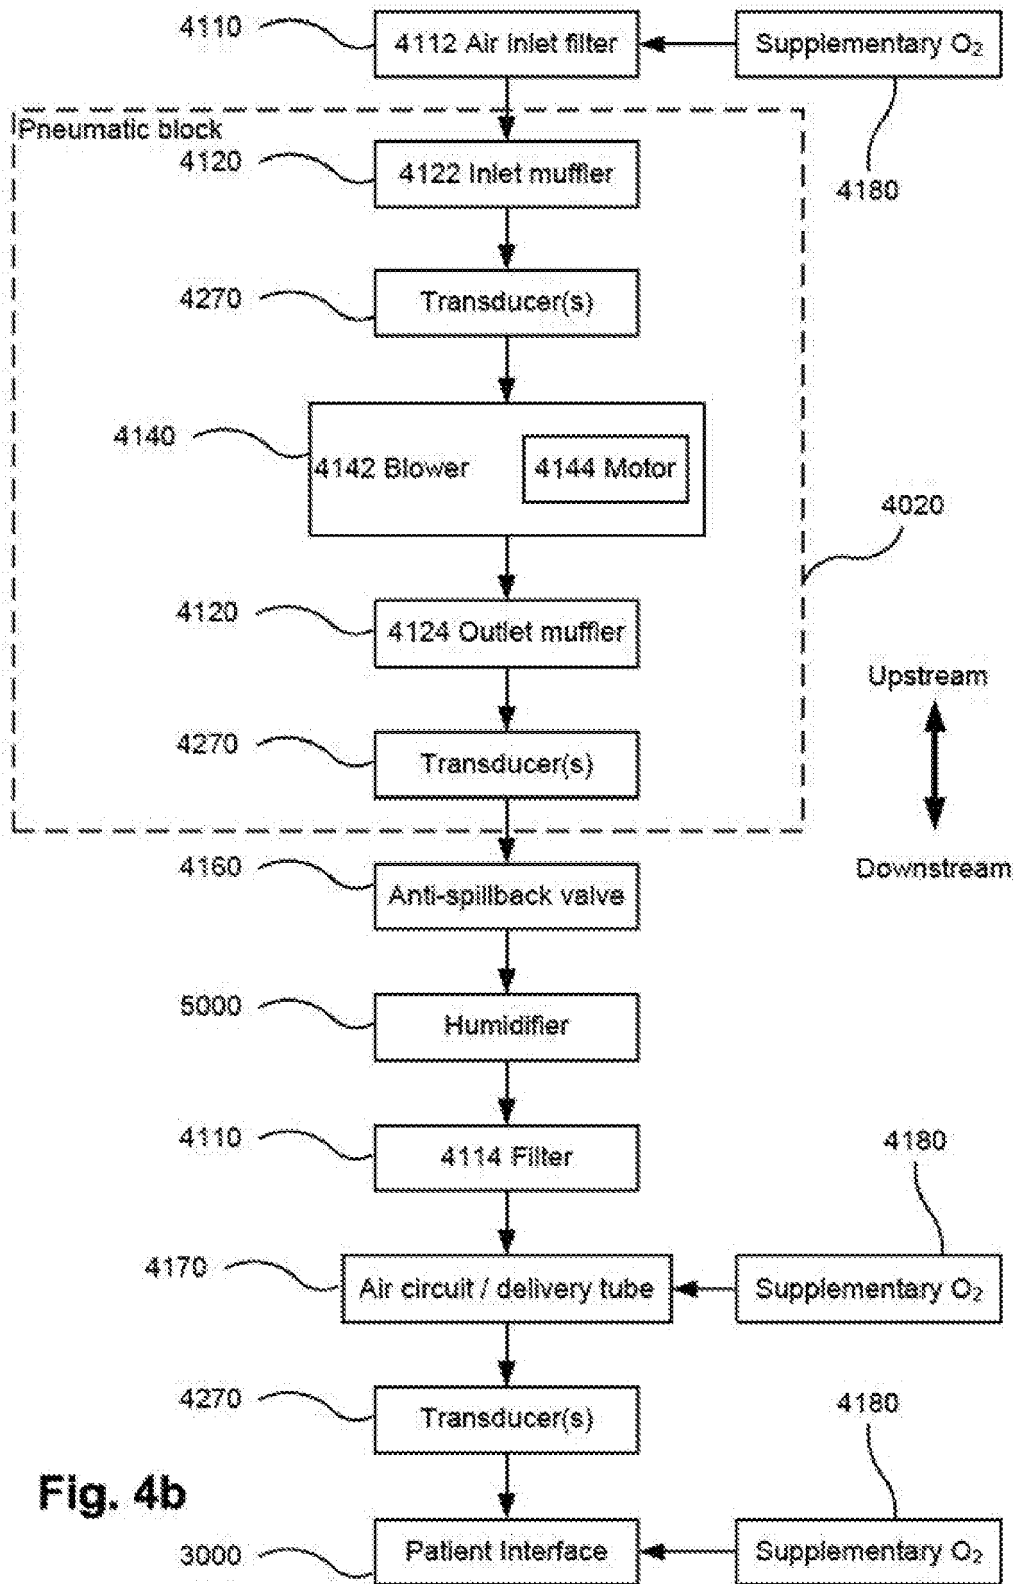 4110
4112 Air inlet filter
Supplementary O₂
Pneumatic block
4120
4122 Inlet muffler
4180
4270
Transducer(s)
4140
4142 Blower
4144 Motor
4020
4120
4124 Outlet muffler
Upstream
4270
Transducer(s)
4160
Anti-spillback valve
Downstream
5000
Humidifier
4110
4114 Filter
4180
4170
Air circuit / delivery tube
Supplementary O₂
4270
Transducer(s)
4180
Fig. 4b
3000
Patient Interface
Supplementary O₂